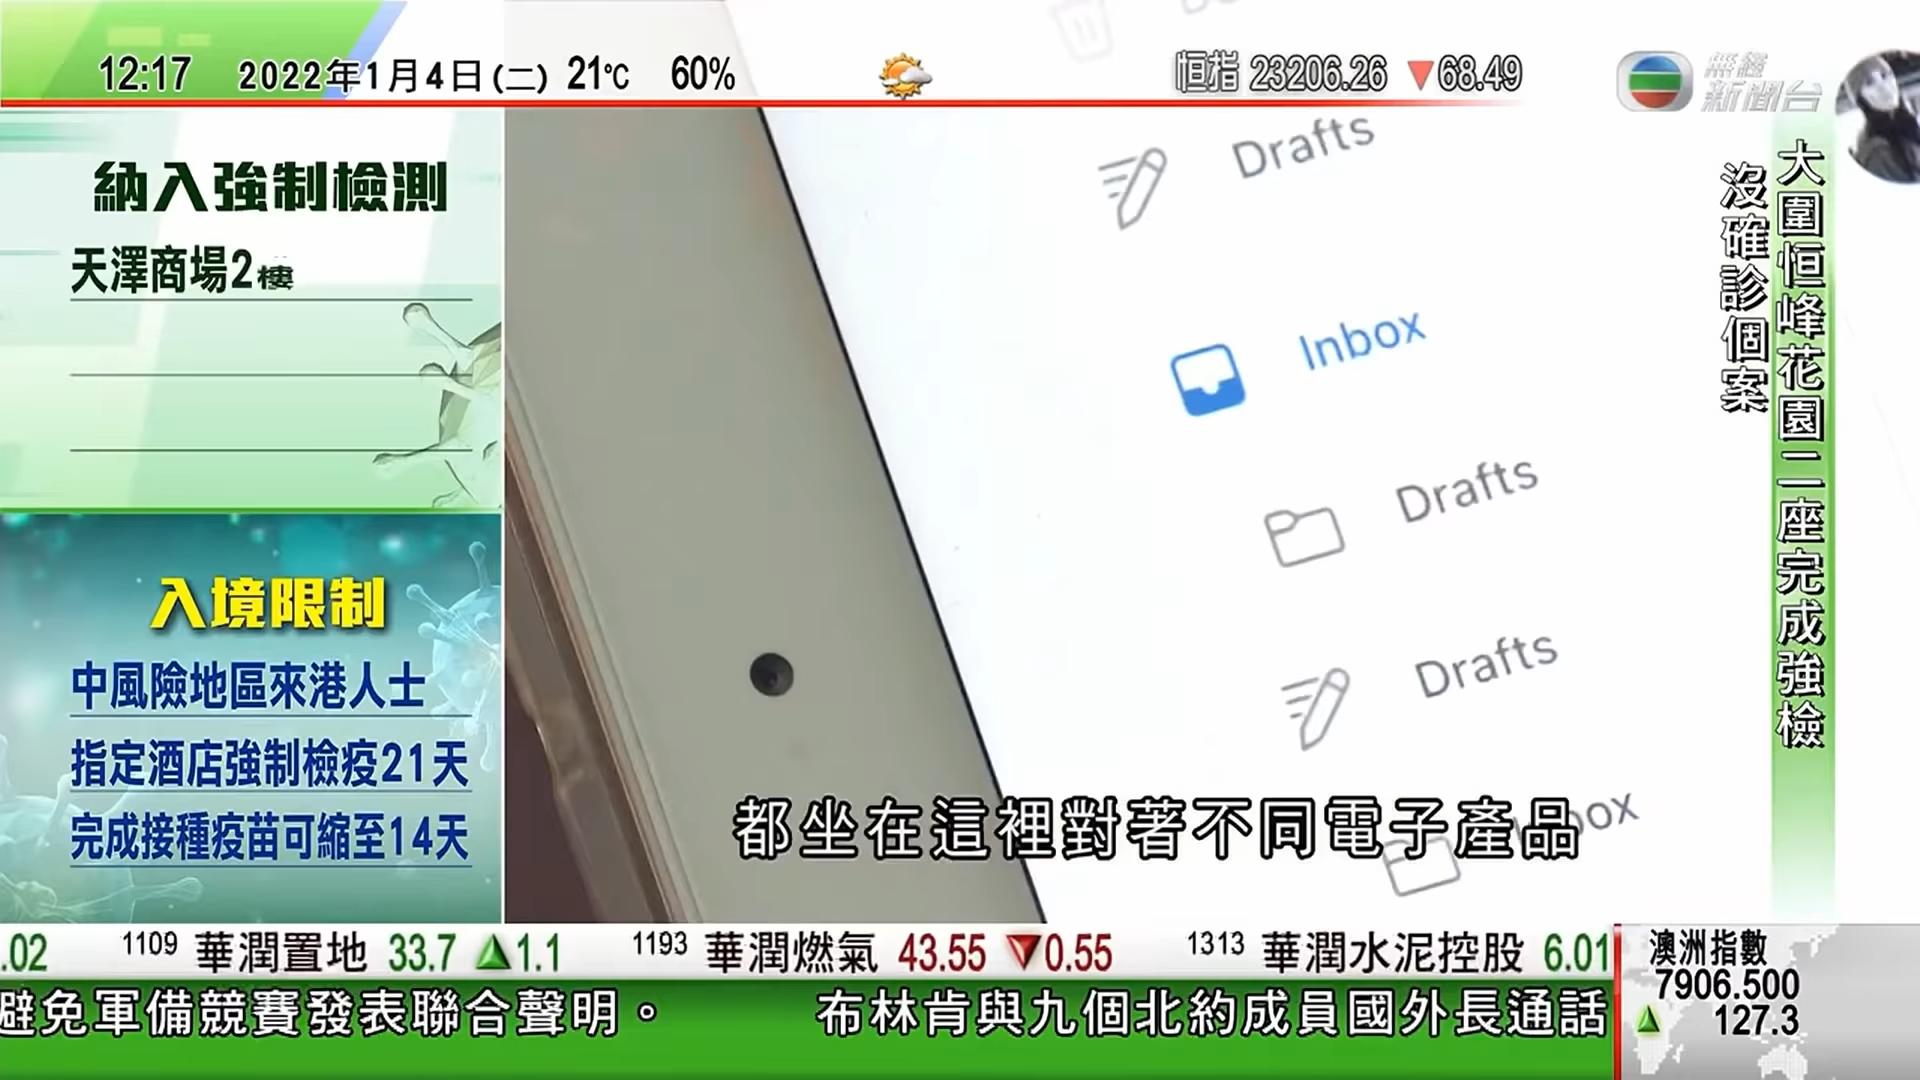 12:17 2022年1月4日(二) 21℃ 60% 恒指 23206.26 ▼68.49
無綫
新聞台
納入強制檢測
天澤商場2樓
入境限制
中風險地區來港人士
指定酒店強制檢疫21天
完成接種疫苗可縮至14天
Drafts
Inbox
Drafts
Drafts
都坐在這裡對著不同電子產品
大圍恒峰花園二座完成強檢
沒確診個案
.02 1109 華潤置地 33.7 ▲1.1 1193 華潤燃氣 43.55 ▼0.55 1313 華潤水泥控股 6.01
避免軍備競賽發表聯合聲明。 布林肯與九個北約成員國外長通話
澳洲指數
7906.500
▲ 127.3